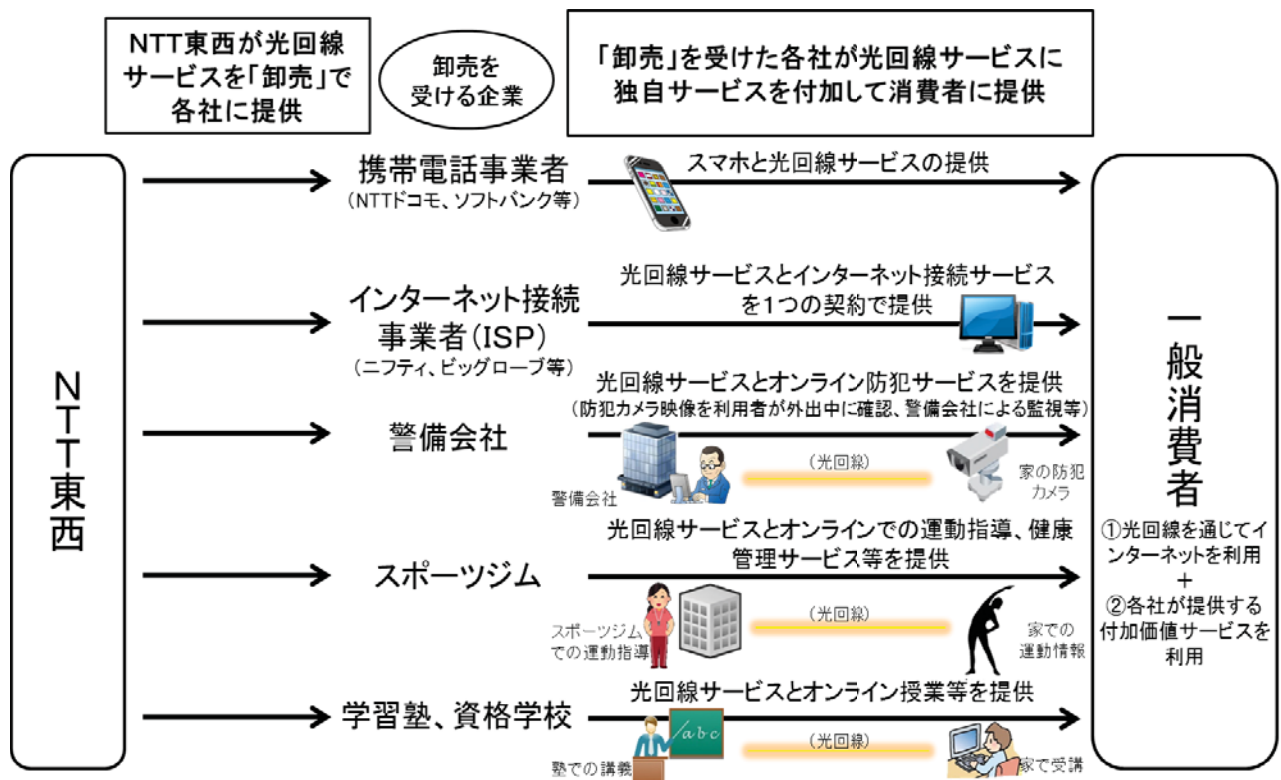 NTT東西が光回線
サービスを「卸売」で
各社に提供
卸売を
受ける企業
「卸売」を受けた各社が光回線サービスに
独自サービスを付加して消費者に提供
NTT東西
携帯電話事業者
(NTTドコモ、ソフトバンク等)
スマホと光回線サービスの提供
インターネット接続
事業者(ISP)
(ニフティ、ビッグローブ等)
光回線サービスとインターネット接続サービス
を1つの契約で提供
警備会社
光回線サービスとオンライン防犯サービスを提供
(防犯カメラ映像を利用者が外出中に確認、警備会社による監視等)
(光回線)
警備会社
家の防犯
カメラ
スポーツジム
光回線サービスとオンラインでの運動指導、健康
管理サービス等を提供
(光回線)
スポーツジム
での運動指導
家での
運動情報
学習塾、資格学校
光回線サービスとオンライン授業等を提供
abc
(光回線)
塾での講義
家で受講
一般消費者
①光回線を通じてイ
ンターネットを利用
+
②各社が提供する
付加価値サービスを
利用